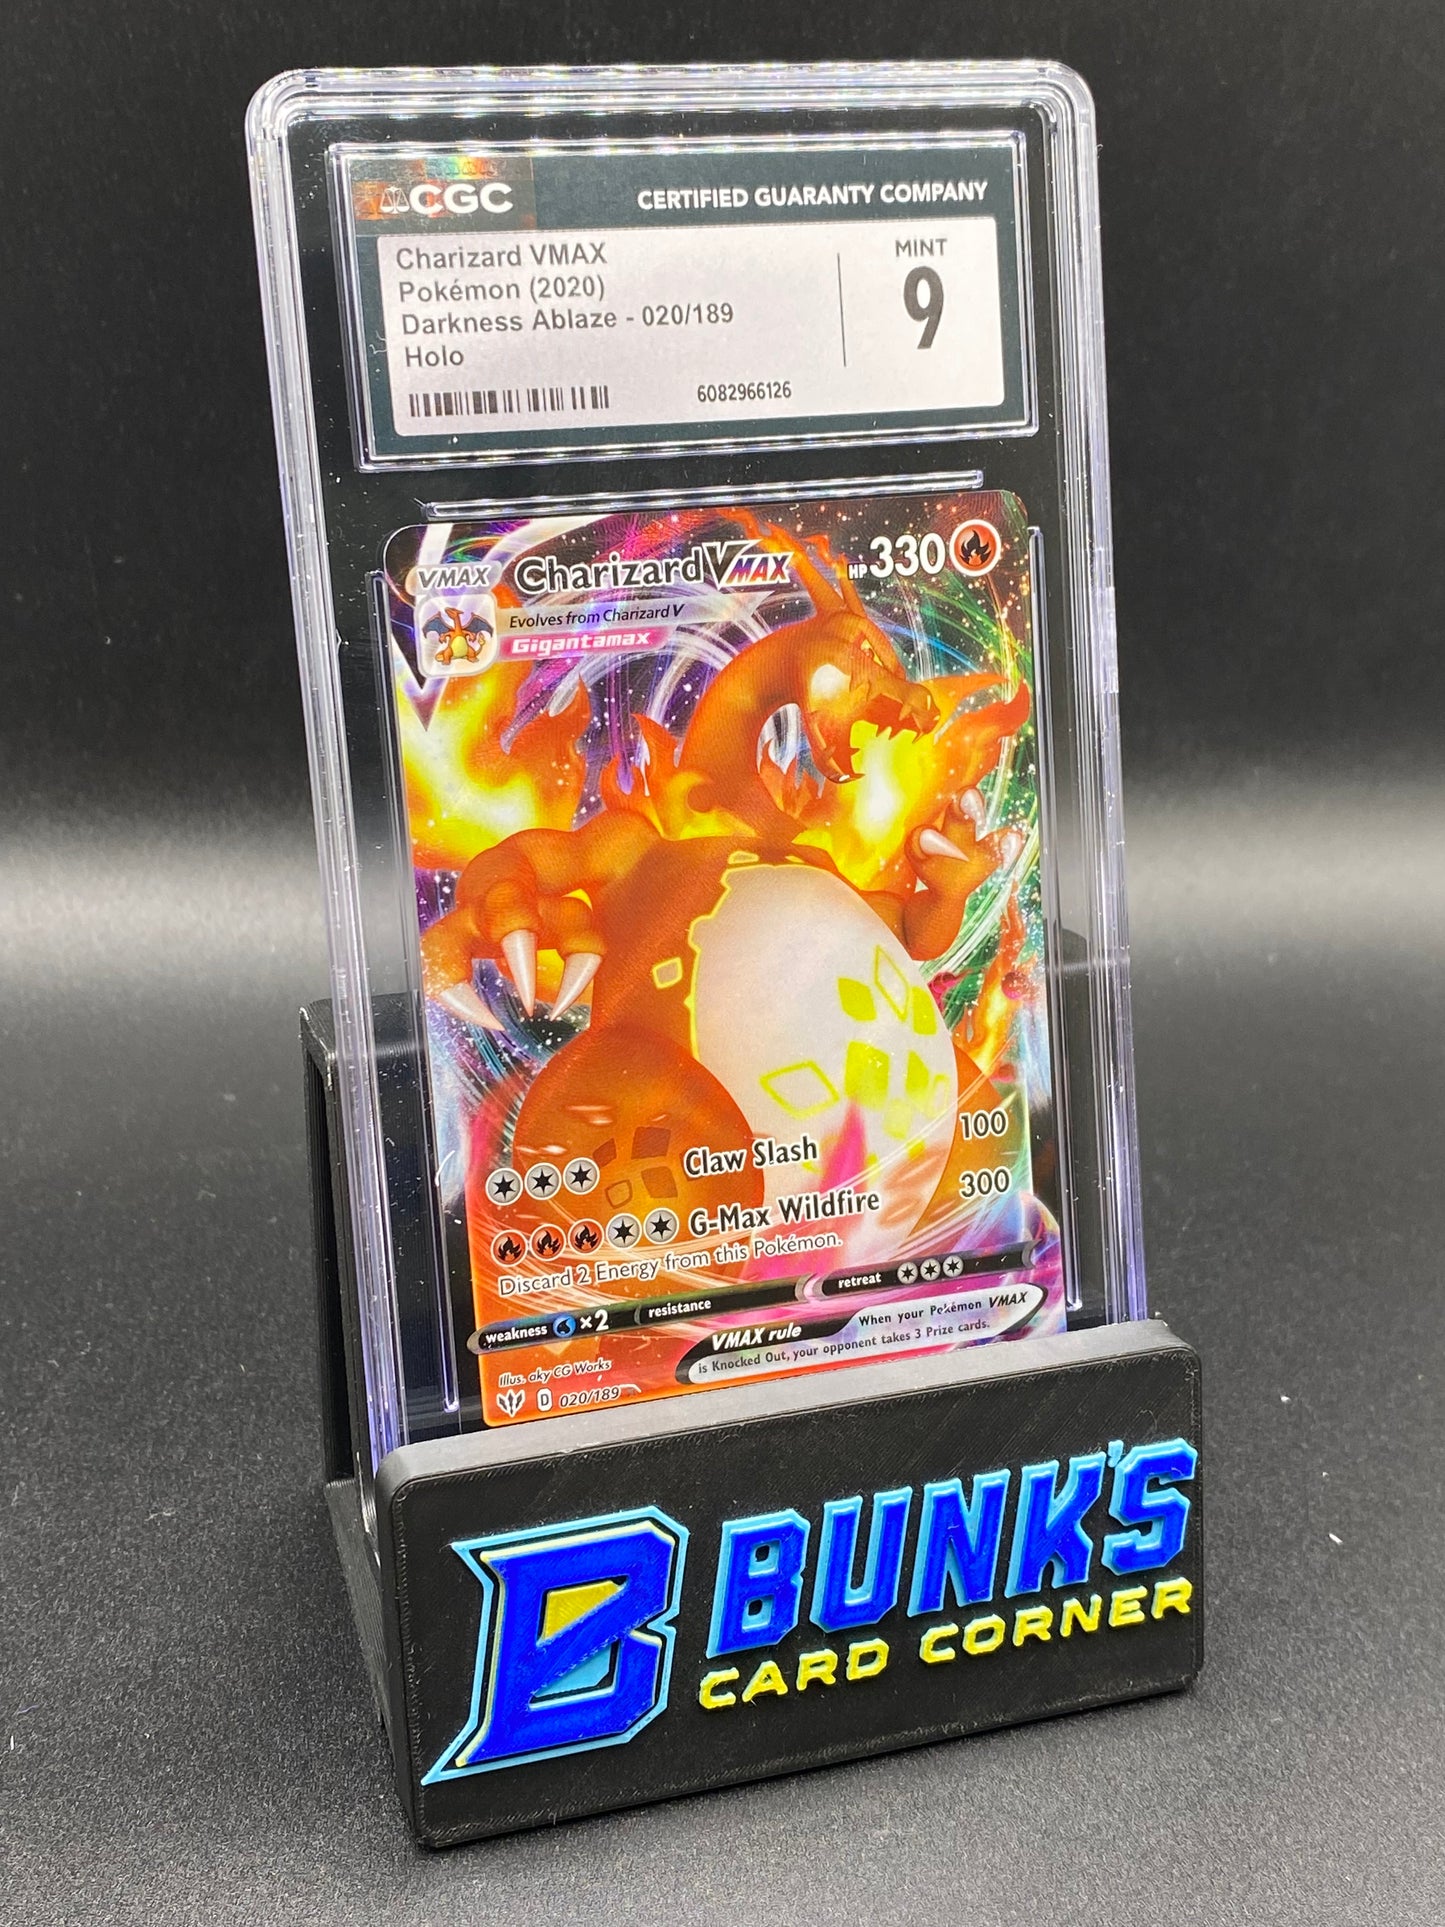 CGC
CERTIFIED GUARANTY COMPANY
Charizard VMAX
Pokémon (2020)
Darkness Ablaze - 020/189
Holo
MINT
9
6082966126
VMAX
Charizard VMAX
HP 330
Evolves from Charizard V
Gigantamax
Claw Slash 100
G-Max Wildfire 300
Discard 2 Energy from this Pokémon.
weakness ×2
resistance
retreat
VMAX rule
When your Pokémon VMAX
is Knocked Out, your opponent takes 3 Prize cards.
Illus. aky CG Works
D 020/189
B BUNK'S
CARD CORNER